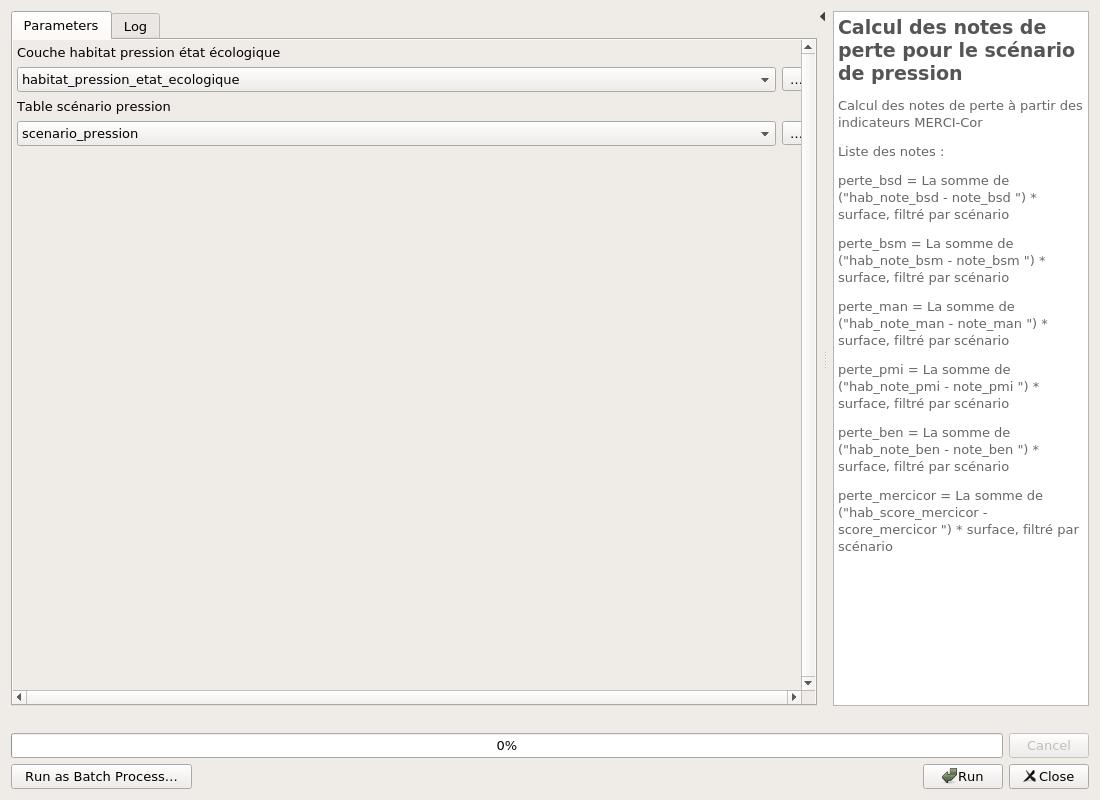 Parameters
Log
Couche habitat pression état écologique
habitat_pression_etat_ecologique
...
Table scénario pression
scenario_pression
...
Calcul des notes de
perte pour le scénario
de pression
Calcul des notes de perte à partir des
indicateurs MERCI-Cor
Liste des notes :
perte_bsd = La somme de
("hab_note_bsd - note_bsd ") *
surface, filtré par scénario
perte_bsm = La somme de
("hab_note_bsm - note_bsm ") *
surface, filtré par scénario
perte_man = La somme de
("hab_note_man - note_man ") *
surface, filtré par scénario
perte_pmi = La somme de
("hab_note_pmi - note_pmi ") *
surface, filtré par scénario
perte_ben = La somme de
("hab_note_ben - note_ben ") *
surface, filtré par scénario
perte_mercicor = La somme de
("hab_score_mercicor -
score_mercicor ") * surface, filtré par
scénario
0%
Cancel
Run as Batch Process...
Run
Close